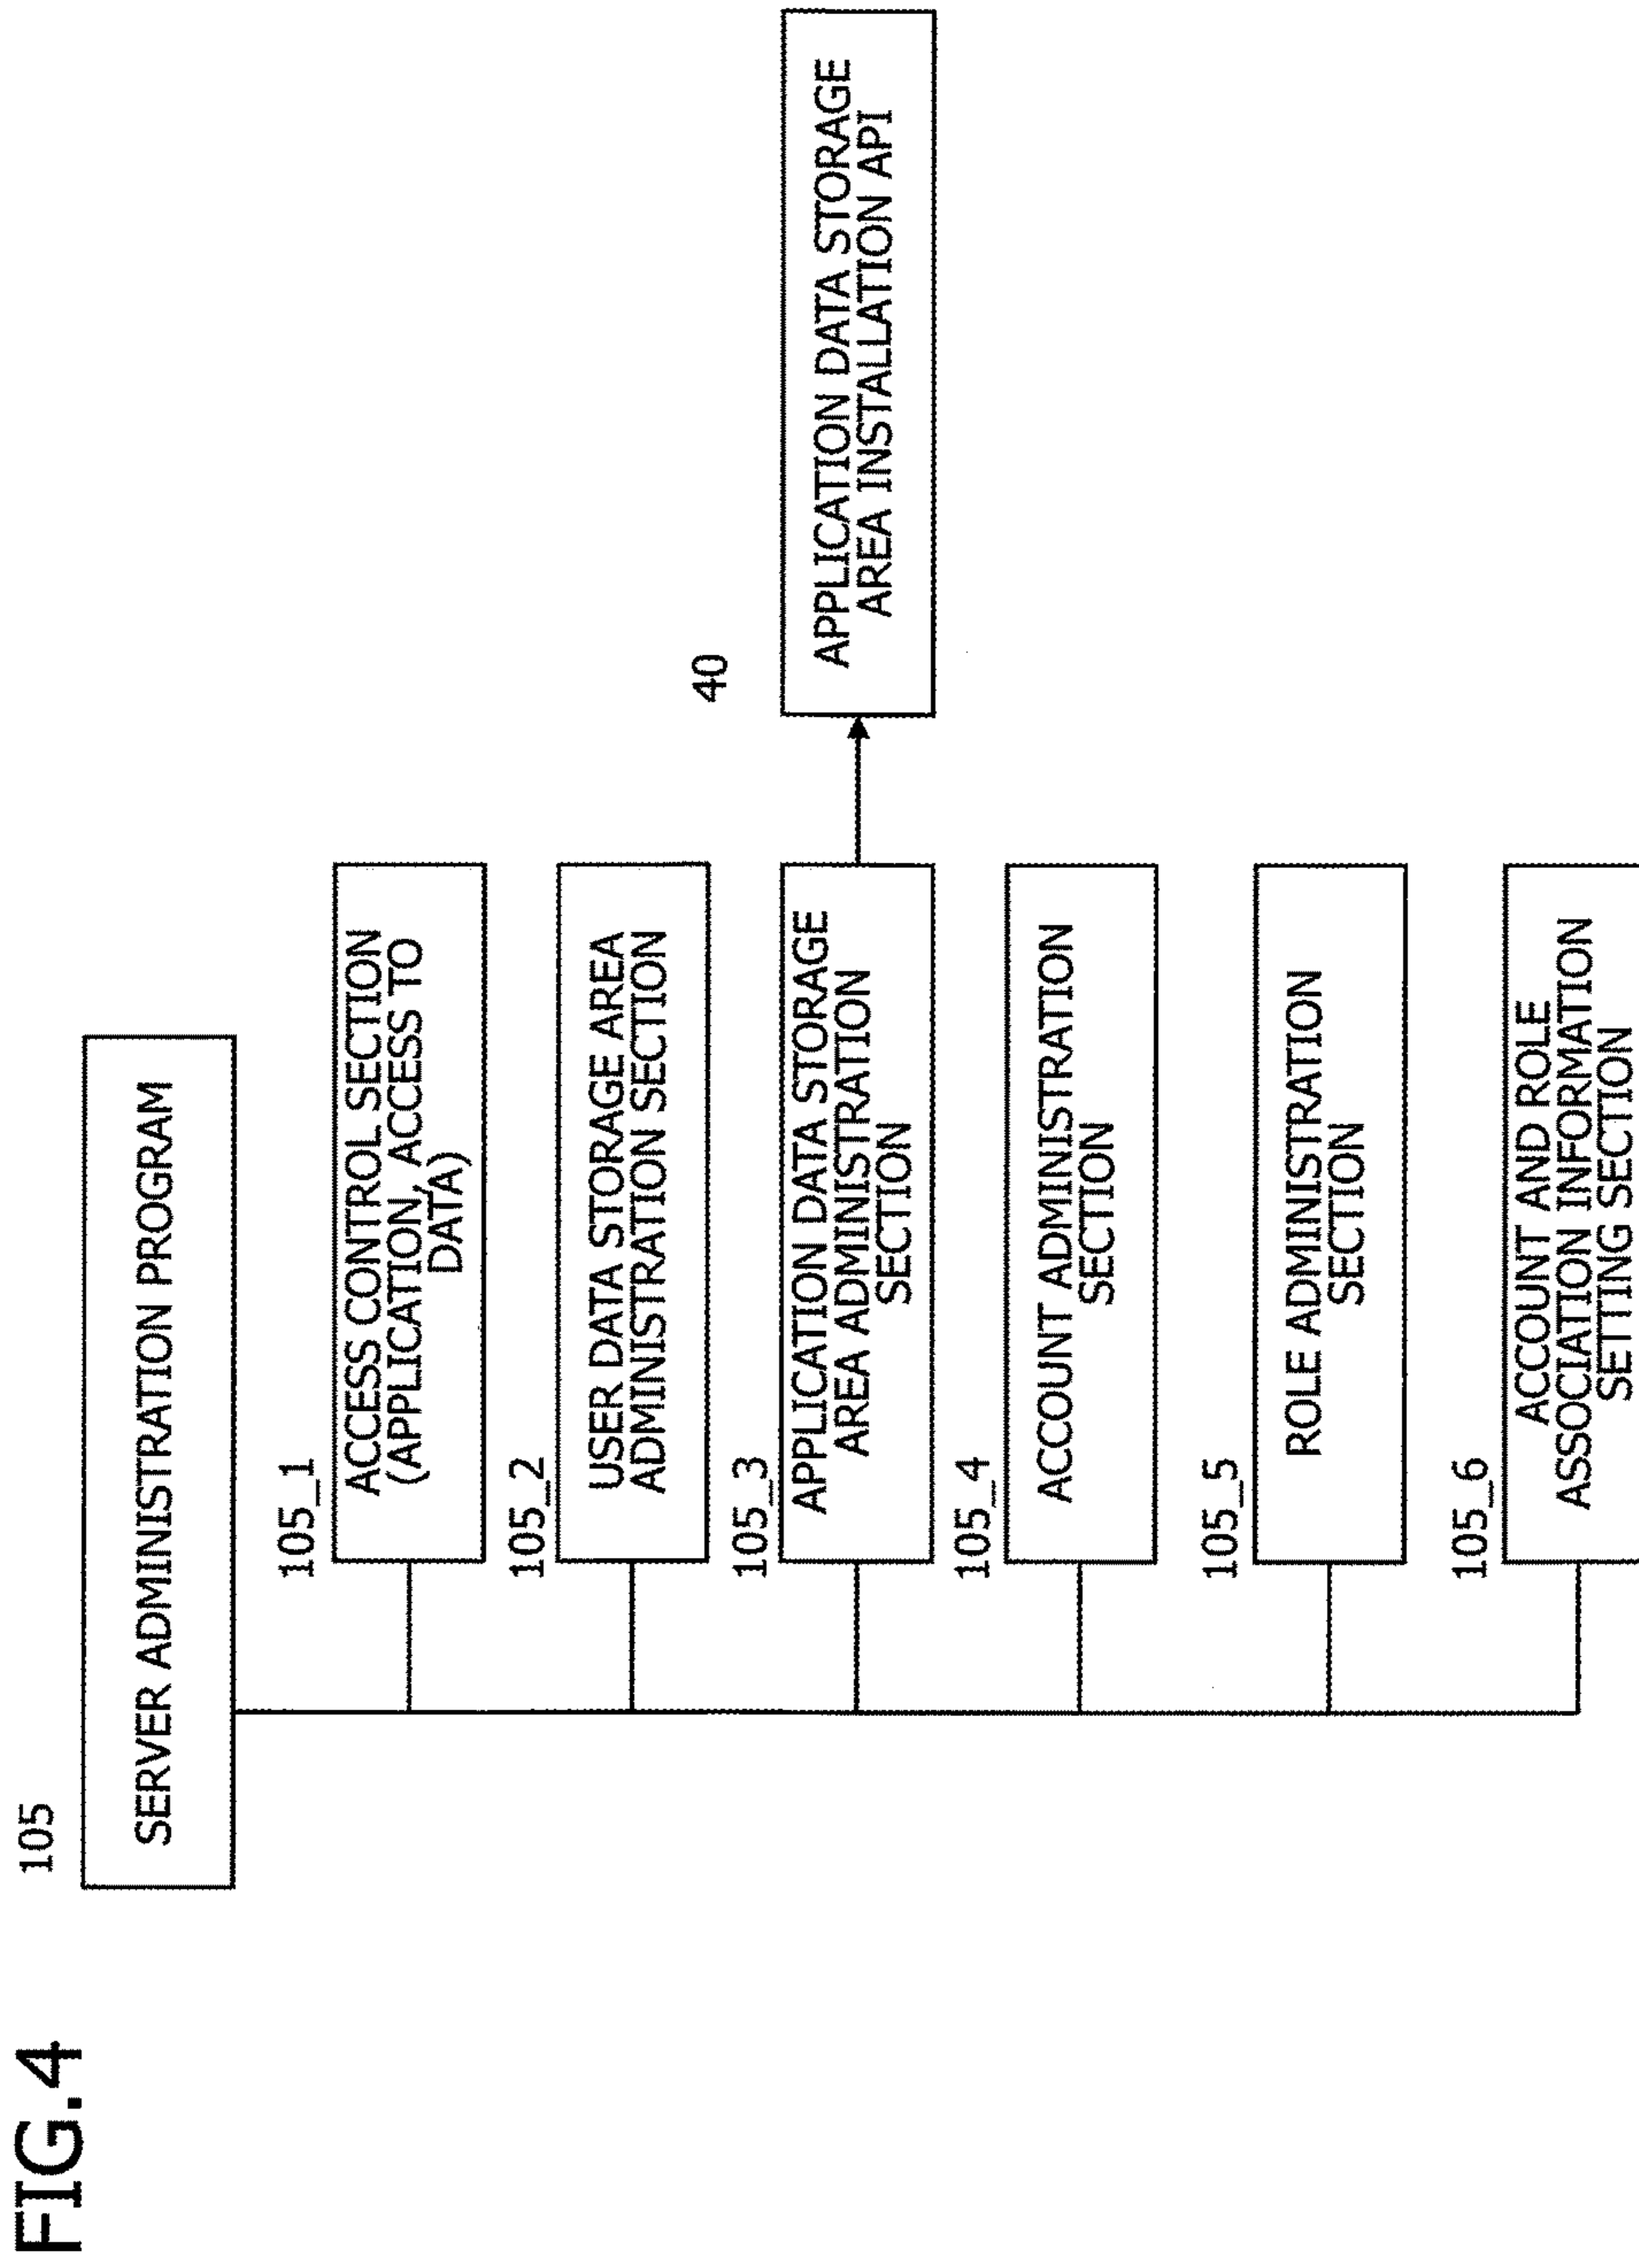 FIG.4
105
SERVER ADMINISTRATION PROGRAM
105_1
ACCESS CONTROL SECTION
(APPLICATION, ACCESS TO
DATA)
105_2
USER DATA STORAGE AREA
ADMINISTRATION SECTION
105_3
APPLICATION DATA STORAGE
AREA ADMINISTRATION
SECTION
40
APPLICATION DATA STORAGE
AREA INSTALLATION API
105_4
ACCOUNT ADMINISTRATION
SECTION
105_5
ROLE ADMINISTRATION
SECTION
105_6
ACCOUNT AND ROLE
ASSOCIATION INFORMATION
SETTING SECTION